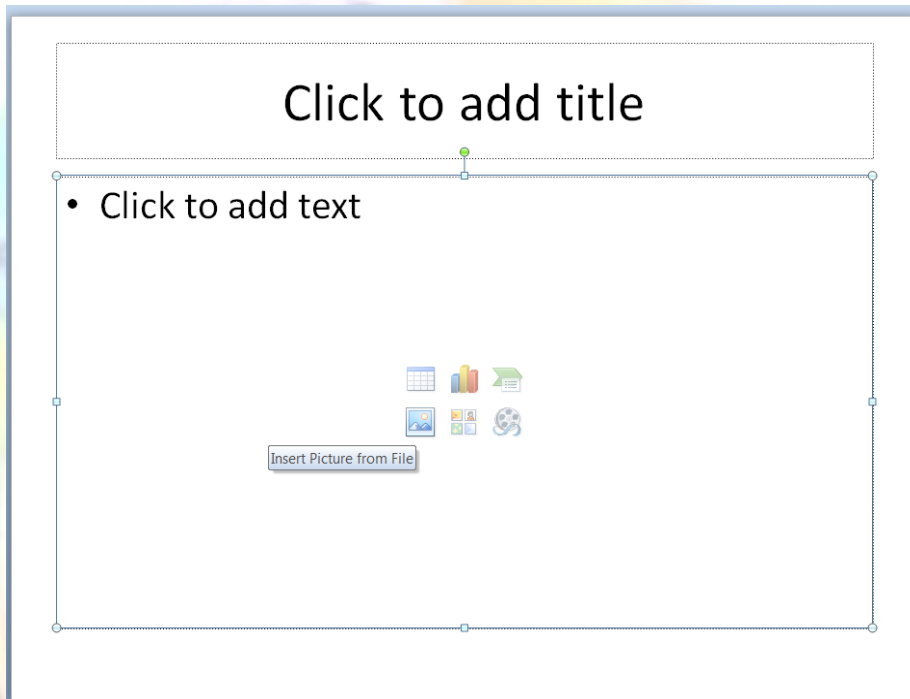 Click to add title
• Click to add text
Insert Picture from File